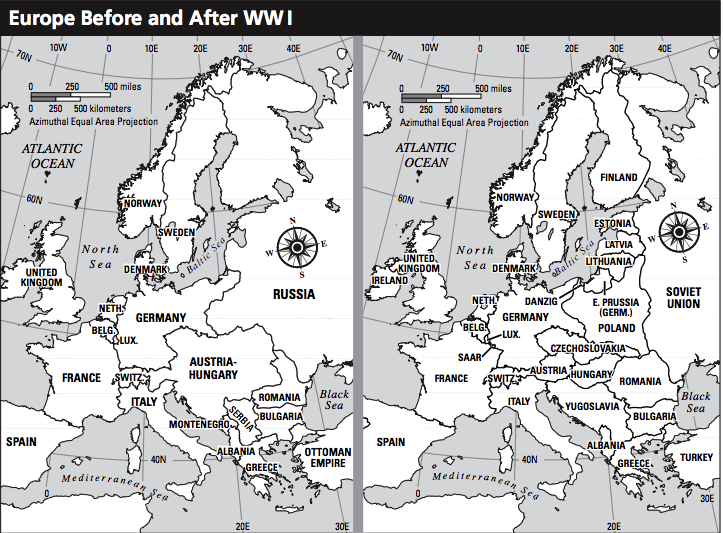 Europe Before and After WW I
70N
10W
0
10E
20E
30E
40E
0 250 500 miles
0 250 500 kilometers
Azimuthal Equal Area Projection
ATLANTIC
OCEAN
60N
NORWAY
SWEDEN
N
W E
S
North
Sea
Baltic Sea
DENMARK
UNITED
KINGDOM
RUSSIA
NETH.
GERMANY
BELG.
LUX.
AUSTRIA-
HUNGARY
FRANCE
SWITZ.
ITALY
ROMANIA
Black
Sea
SERBIA
BULGARIA
MONTENEGRO
SPAIN
ALBANIA
OTTOMAN
EMPIRE
GREECE
40N
Mediterranean Sea
0
20E
30E
70N
10W
0
10E
20E
30E
40E
0 250 500 miles
0 250 500 kilometers
Azimuthal Equal Area Projection
ATLANTIC
OCEAN
60N
FINLAND
NORWAY
SWEDEN
ESTONIA
N
W E
S
LATVIA
North
Sea
Baltic Sea
LITHUANIA
DENMARK
UNITED
KINGDOM
IRELAND
SOVIET
UNION
NETH.
DANZIG
E. PRUSSIA
(GERM.)
GERMANY
POLAND
BELG.
LUX.
CZECHOSLOVAKIA
SAAR
AUSTRIA
HUNGARY
FRANCE
SWITZ.
ROMANIA
ITALY
YUGOSLAVIA
Black
Sea
BULGARIA
SPAIN
ALBANIA
TURKEY
GREECE
40N
Mediterranean Sea
0
20E
30E